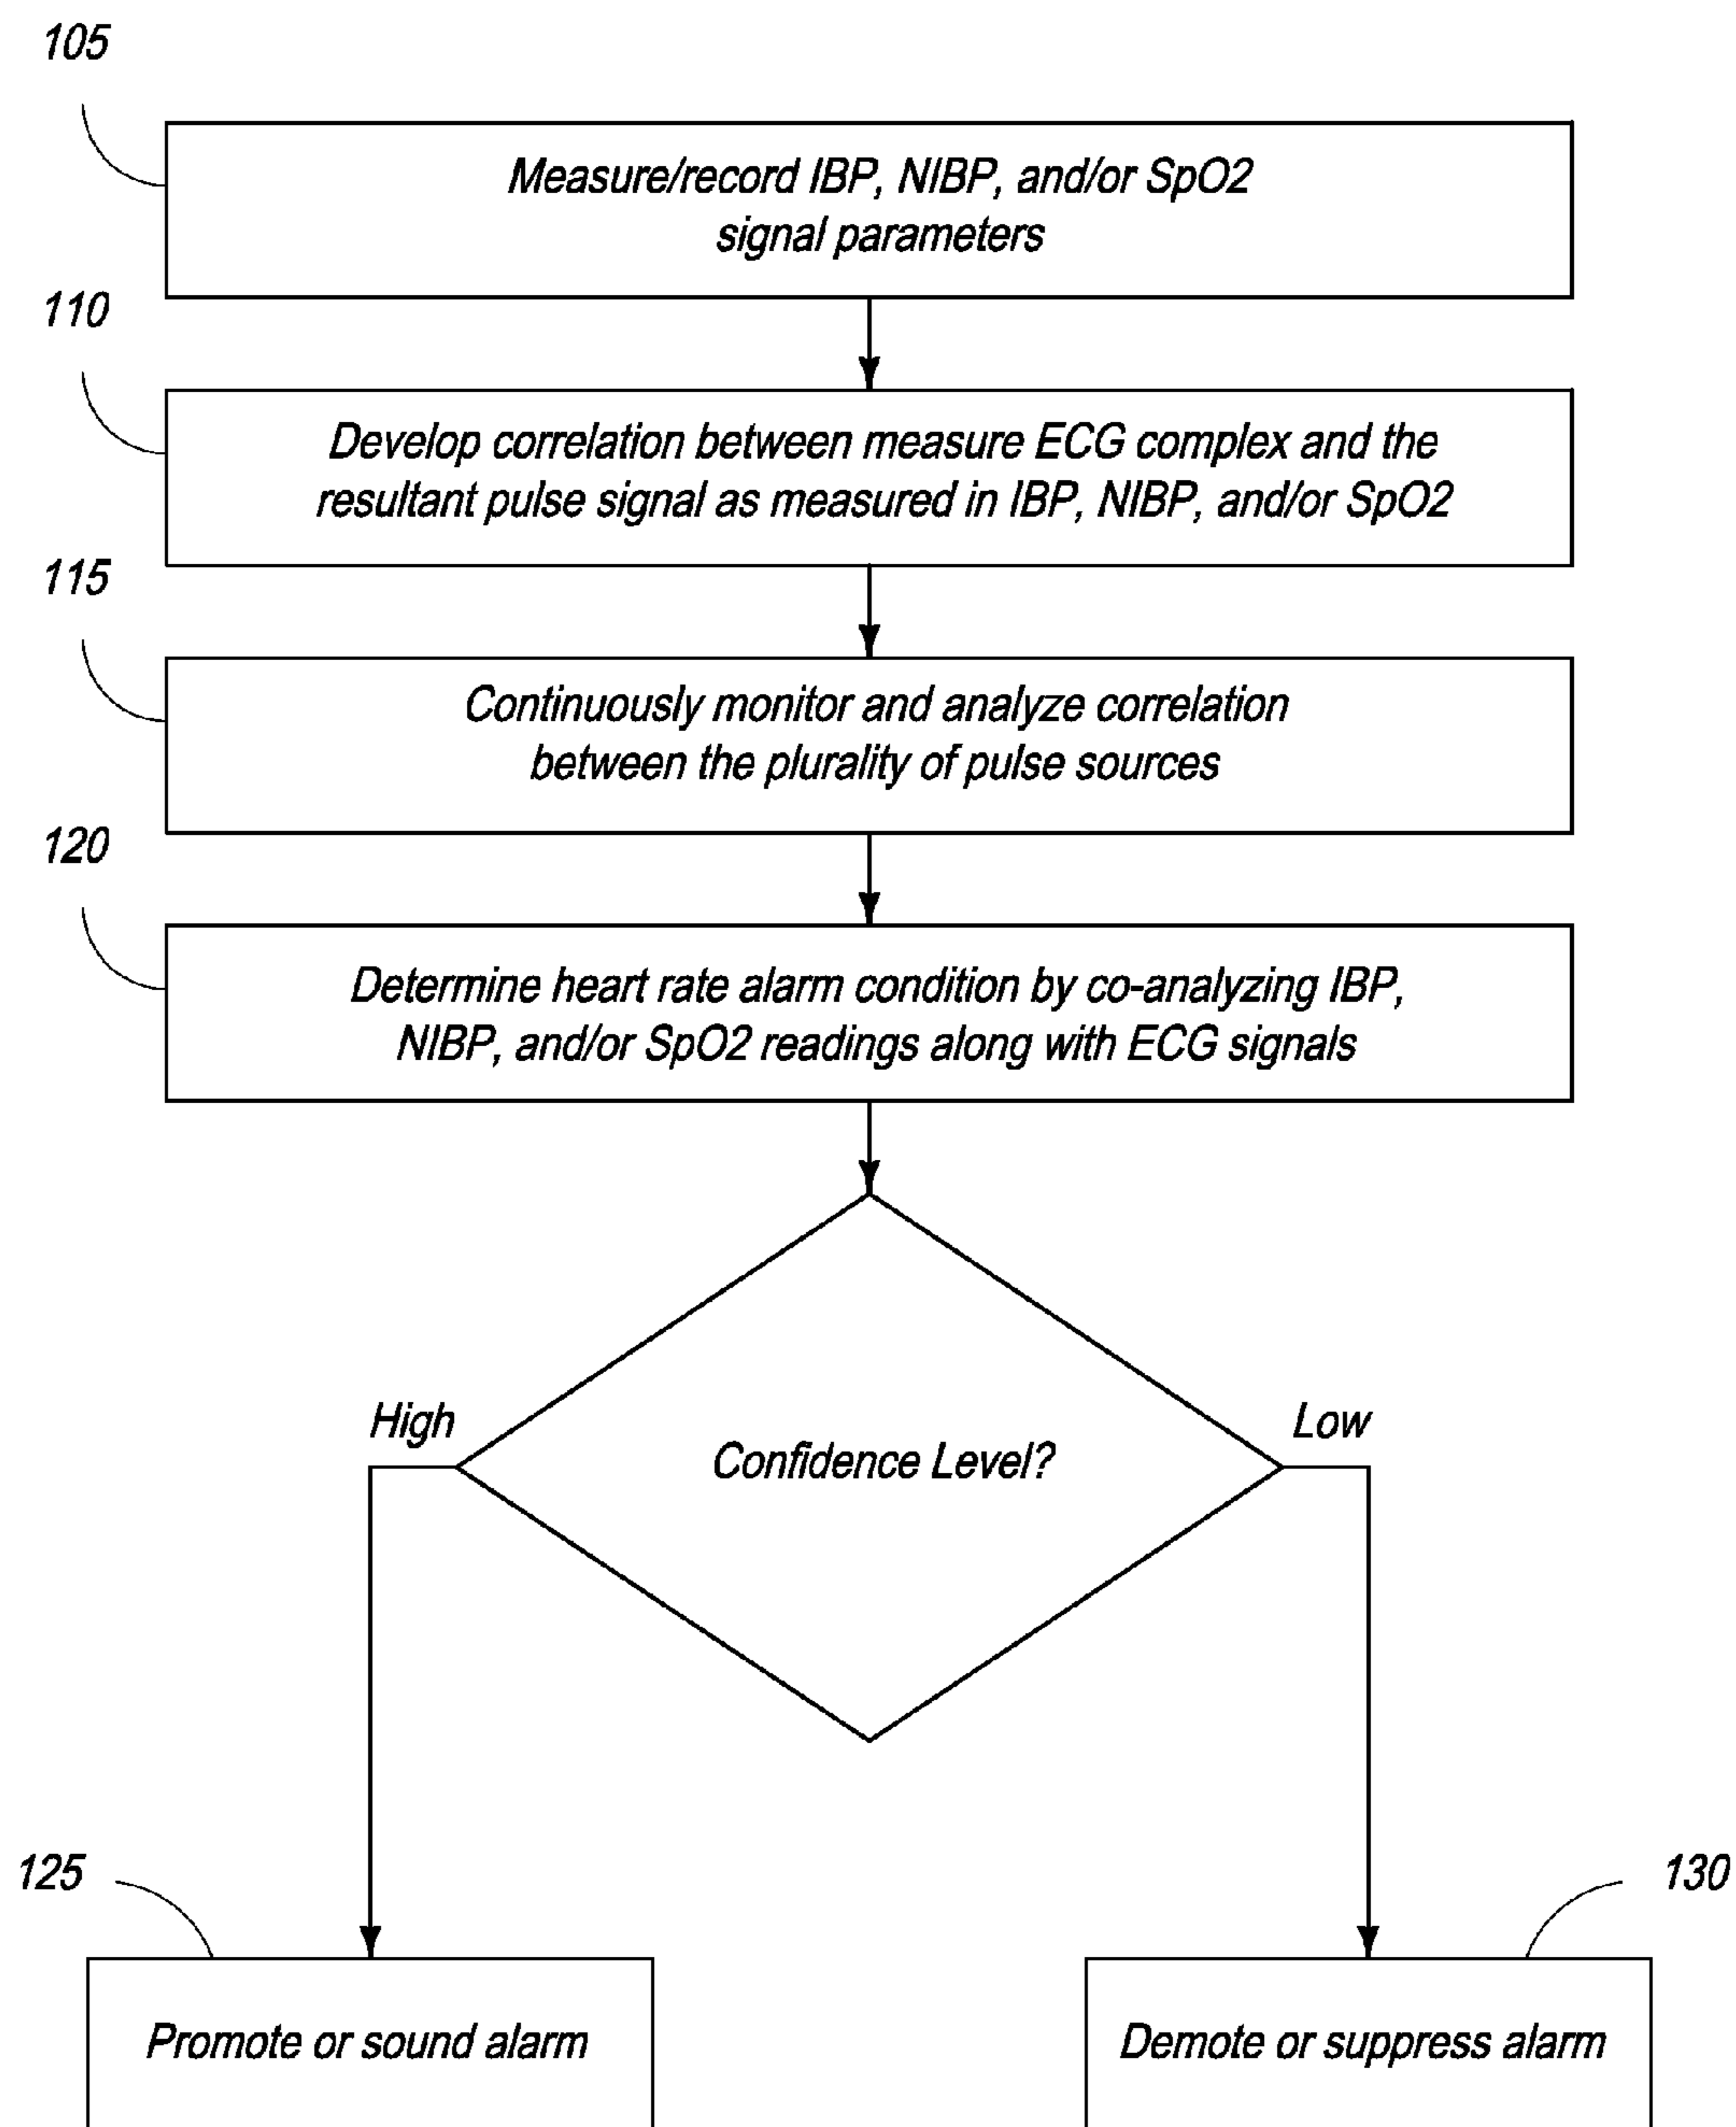 105
Measure/record IBP, NIBP, and/or SpO2
signal parameters
110
Develop correlation between measure ECG complex and the
resultant pulse signal as measured in IBP, NIBP, and/or SpO2
115
Continuously monitor and analyze correlation
between the plurality of pulse sources
120
Determine heart rate alarm condition by co-analyzing IBP,
NIBP, and/or SpO2 readings along with ECG signals
High
Low
Confidence Level?
125
130
Promote or sound alarm
Demote or suppress alarm